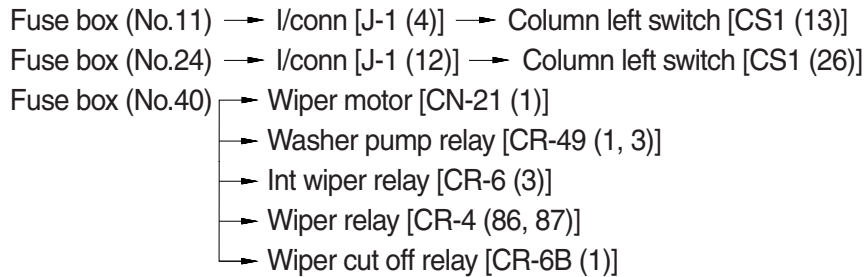 Fuse box (No.11) → I/conn [J-1 (4)] → Column left switch [CS1 (13)]
Fuse box (No.24) → I/conn [J-1 (12)] → Column left switch [CS1 (26)]
Fuse box (No.40) → Wiper motor [CN-21 (1)]
→ Washer pump relay [CR-49 (1, 3)]
→ Int wiper relay [CR-6 (3)]
→ Wiper relay [CR-4 (86, 87)]
→ Wiper cut off relay [CR-6B (1)]